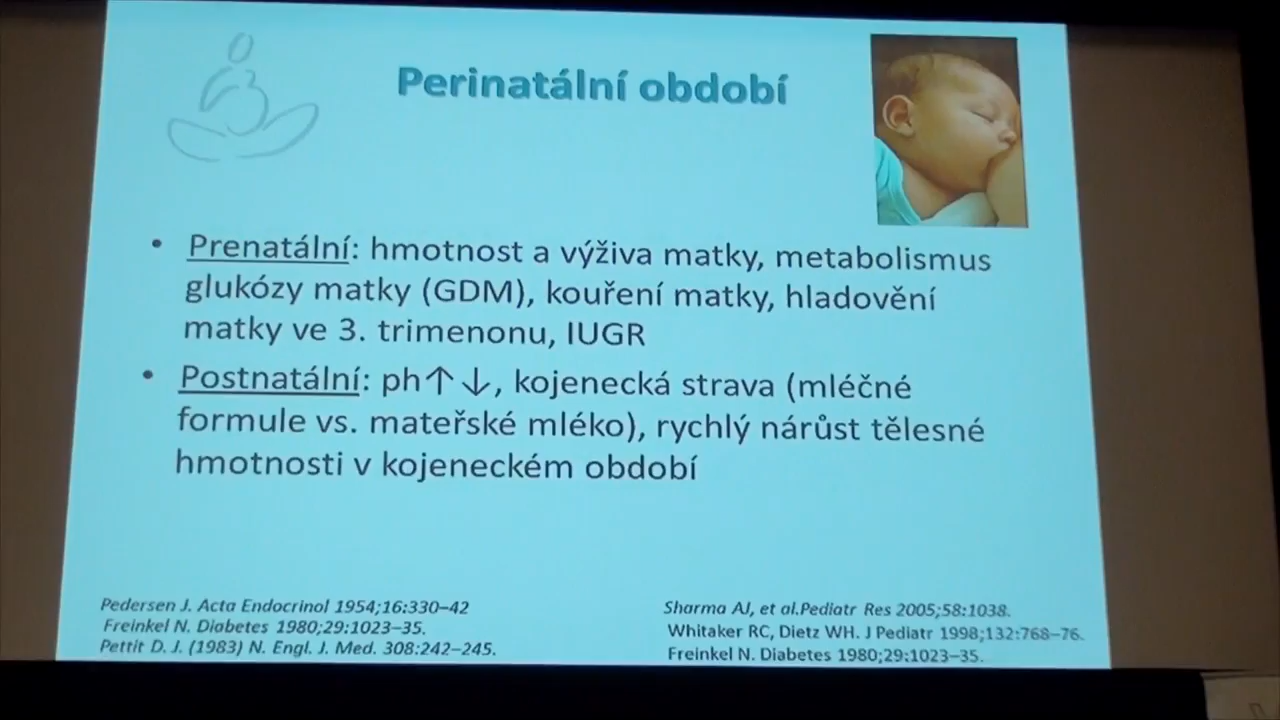 Perinatální období
• Prenatální: hmotnost a výživa matky, metabolismus
glukózy matky (GDM), kouření matky, hladovění
matky ve 3. trimenonu, IUGR
• Postnatální: ph↑↓, kojenecká strava (mléčné
formule vs. mateřské mléko), rychlý nárůst tělesné
hmotnosti v kojeneckém období
Pedersen J. Acta Endocrinol 1954;16:330–42
Freinkel N. Diabetes 1980;29:1023–35.
Pettit D. J. (1983) N. Engl. J. Med. 308:242–245.
Sharma AJ, et al.Pediatr Res 2005;58:1038.
Whitaker RC, Dietz WH. J Pediatr 1998;132:768–76.
Freinkel N. Diabetes 1980;29:1023–35.